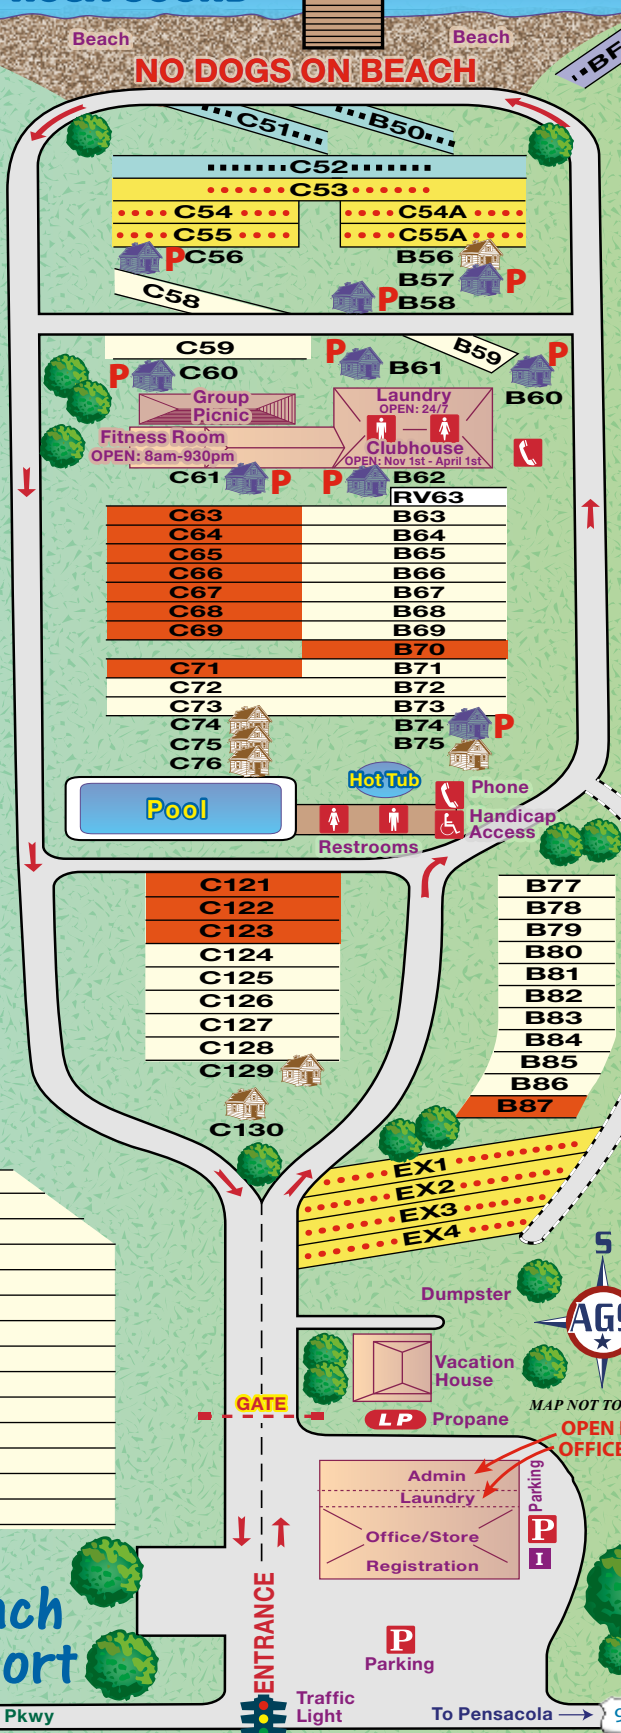 Beach
Beach
NO DOGS ON BEACH
BF
C51
B50
C52
C53
C54
C54A
C55
C55A
P
C56
B56
B57
P
C58
P
B58
C59
B59
P
C60
P
B61
P
B60
Group
Picnic
Laundry
OPEN: 24/7
Fitness Room
OPEN: 8am-930pm
Clubhouse
OPEN: Nov 1st - April 1st
C61
P
P
B62
RV63
C63
B63
C64
B64
C65
B65
C66
B66
C67
B67
C68
B68
C69
B69
B70
C71
B71
C72
B72
C73
B73
C74
B74
P
C75
B75
C76
Pool
Hot Tub
Phone
Handicap
Access
Restrooms
C121
C122
C123
C124
C125
C126
C127
C128
C129
C130
B77
B78
B79
B80
B81
B82
B83
B84
B85
B86
B87
EX1
EX2
EX3
EX4
S
AGS
Dumpster
Vacation
House
MAP NOT TO
GATE
LP
Propane
OPEN
OFFICE
Admin
Laundry
Office/Store
Registration
Parking
P
I
ENTRANCE
P
Parking
ach
ort
Pkwy
Traffic
Light
To Pensacola
9